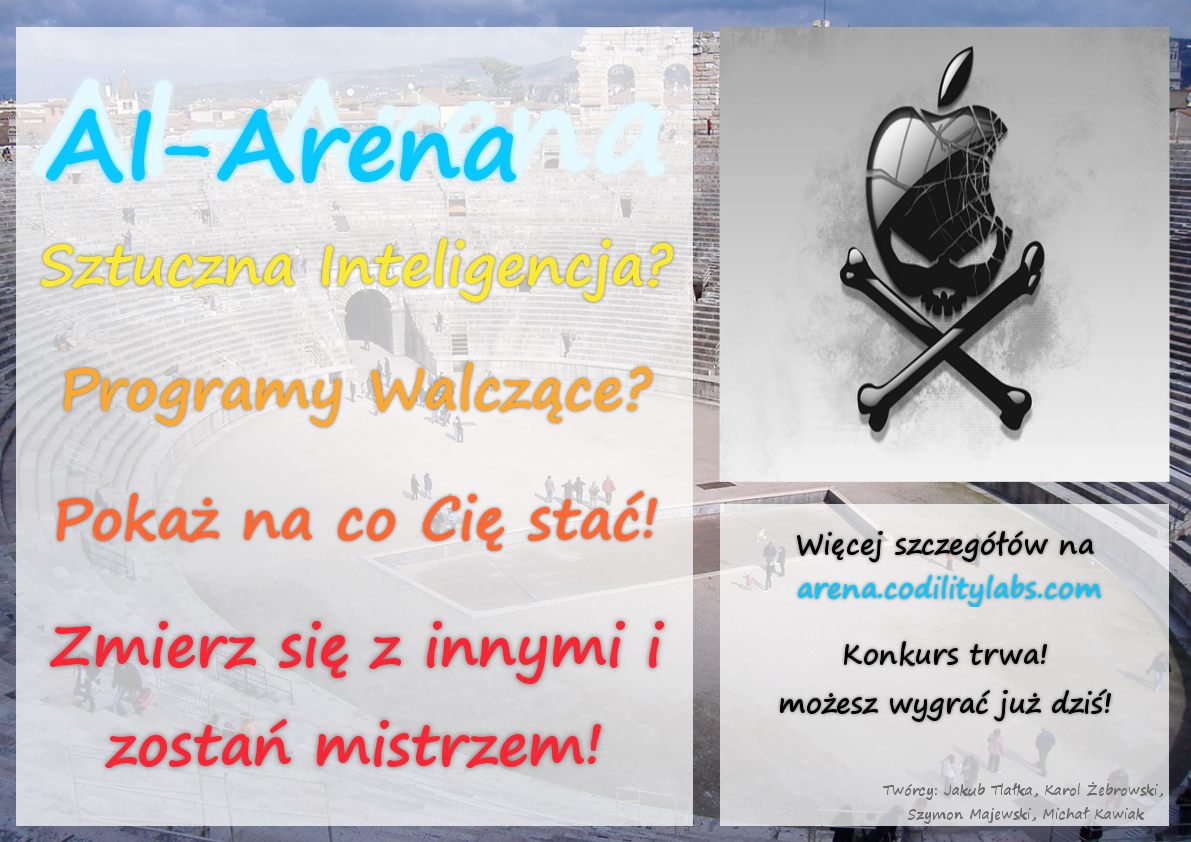 AI-Arena
Sztuczna Inteligencja?
Programy Walczące?
Pokaż na co Cię stać!
Zmierz się z innymi i
zostań mistrzem!
Więcej szczegółów na
arena.codilitylabs.com
Konkurs trwa!
możesz wygrać już dziś!
Twórcy: Jakub Tlałka, Karol Żebrowski,
Szymon Majewski, Michał Kawiak